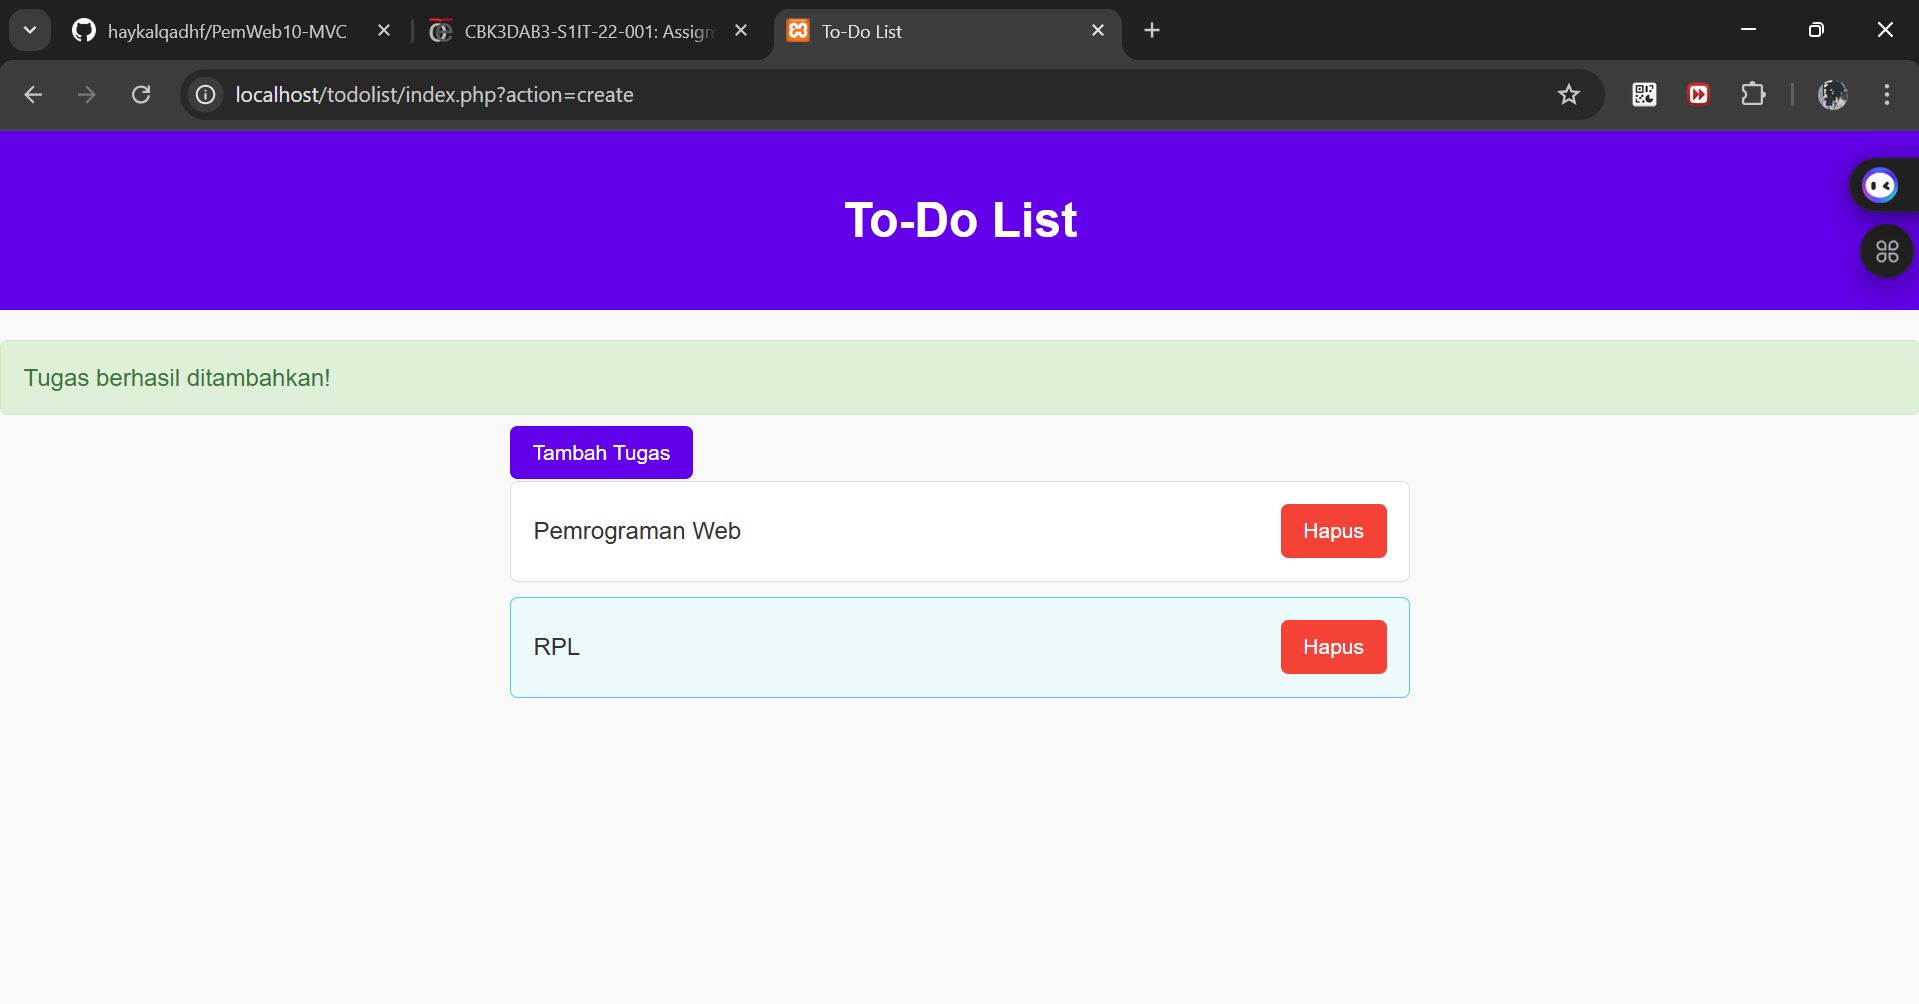 haykalqadhf/PemWeb10-MVC
CBK3DAB3-S1IT-22-001: Assign
To-Do List
localhost/todolist/index.php?action=create
To-Do List
Tugas berhasil ditambahkan!
Tambah Tugas
Pemrograman Web
Hapus
RPL
Hapus